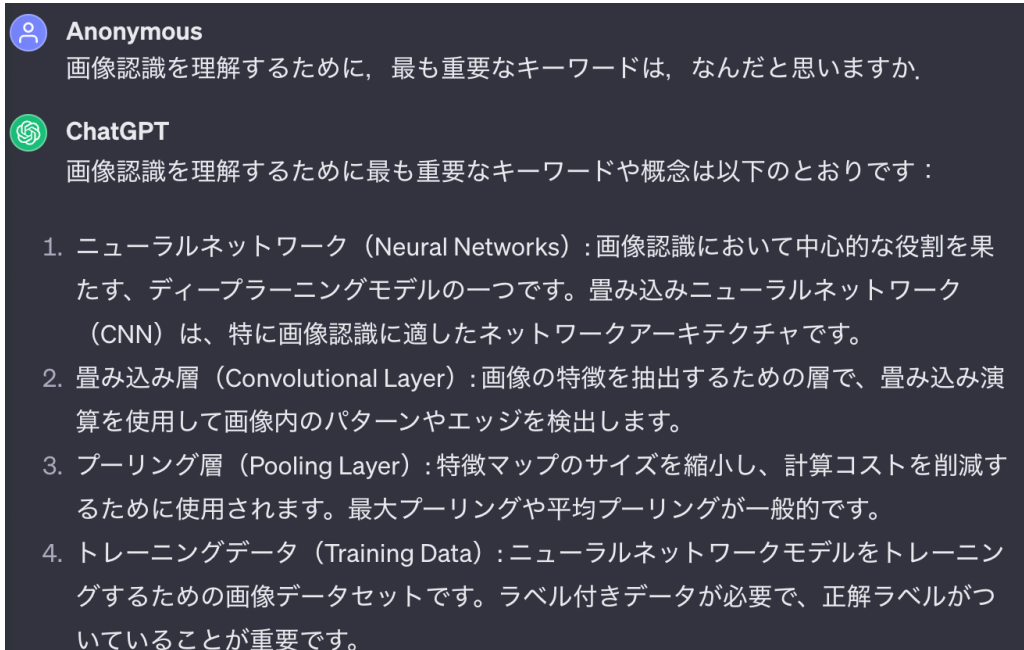 Anonymous
画像認識を理解するために，最も重要なキーワードは，なんだと思いますか．
ChatGPT
画像認識を理解するために最も重要なキーワードや概念は以下のとおりです：
1. ニューラルネットワーク（Neural Networks）: 画像認識において中心的な役割を果
たす、ディープラーニングモデルの一つです。畳み込みニューラルネットワーク
（CNN）は、特に画像認識に適したネットワークアーキテクチャです。
2. 畳み込み層（Convolutional Layer）: 画像の特徴を抽出するための層で、畳み込み演
算を使用して画像内のパターンやエッジを検出します。
3. プーリング層（Pooling Layer）: 特徴マップのサイズを縮小し、計算コストを削減す
るために使用されます。最大プーリングや平均プーリングが一般的です。
4. トレーニングデータ（Training Data）: ニューラルネットワークモデルをトレーニン
グするための画像データセットです。ラベル付きデータが必要で、正解ラベルがつ
いていることが重要です。